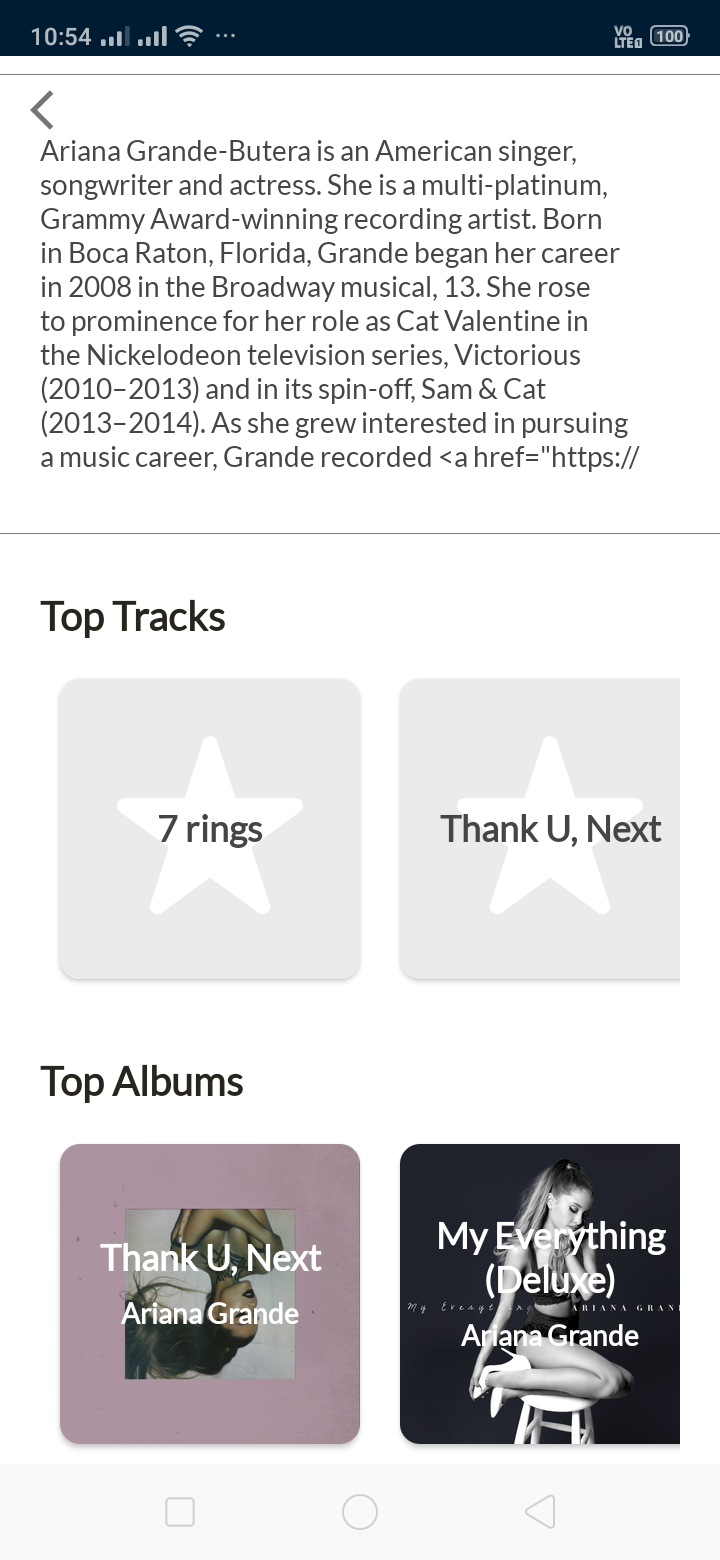 10:54
VO
LTE
100
Ariana Grande-Butera is an American singer,
songwriter and actress. She is a multi-platinum,
Grammy Award-winning recording artist. Born
in Boca Raton, Florida, Grande began her career
in 2008 in the Broadway musical, 13. She rose
to prominence for her role as Cat Valentine in
the Nickelodeon television series, Victorious
(2010–2013) and in its spin-off, Sam & Cat
(2013–2014). As she grew interested in pursuing
a music career, Grande recorded <a href="https://
Top Tracks
7 rings
Thank U, Next
Top Albums
Thank U, Next
Ariana Grande
My Everything
(Deluxe)
My Everything ARIANA GRAN
Ariana Grande